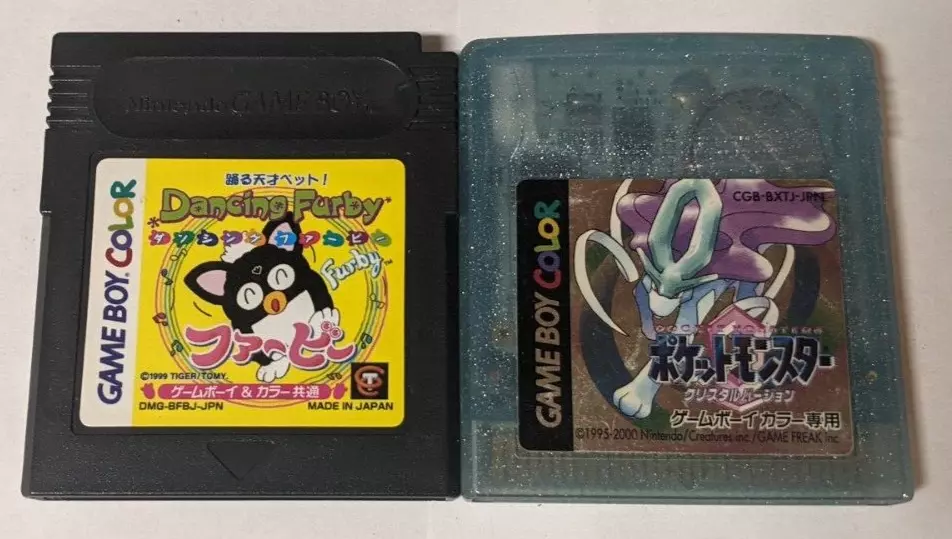 Nintendo GAME BOY
GAME BOY COLOR
踊る天才ペット!
Dancing Furby
ダンシングファービー
Furby™
ファービー
©1999 TIGER/TOMY.
ゲームボーイ & カラー共通
DMG-BFBJ-JPN
MADE IN JAPAN
GAME BOY COLOR
CGB-BXTJ-JPN
POCKET MONSTERS
ポケットモンスター
クリスタルバージョン
ゲームボーイカラー専用
©1995-2000 Nintendo/Creatures inc./GAME FREAK inc.